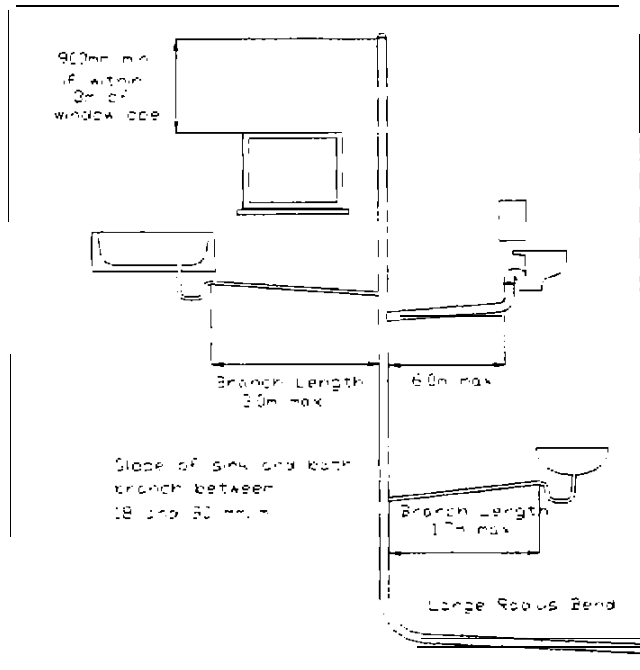 900mm min
if within
3m of
window ope
Branch Length
3.0m max
6.0m max
Slope of sink and bath
branch between
18 and 90 mm/m
Branch Length
1.7m max
Large Radius Bend